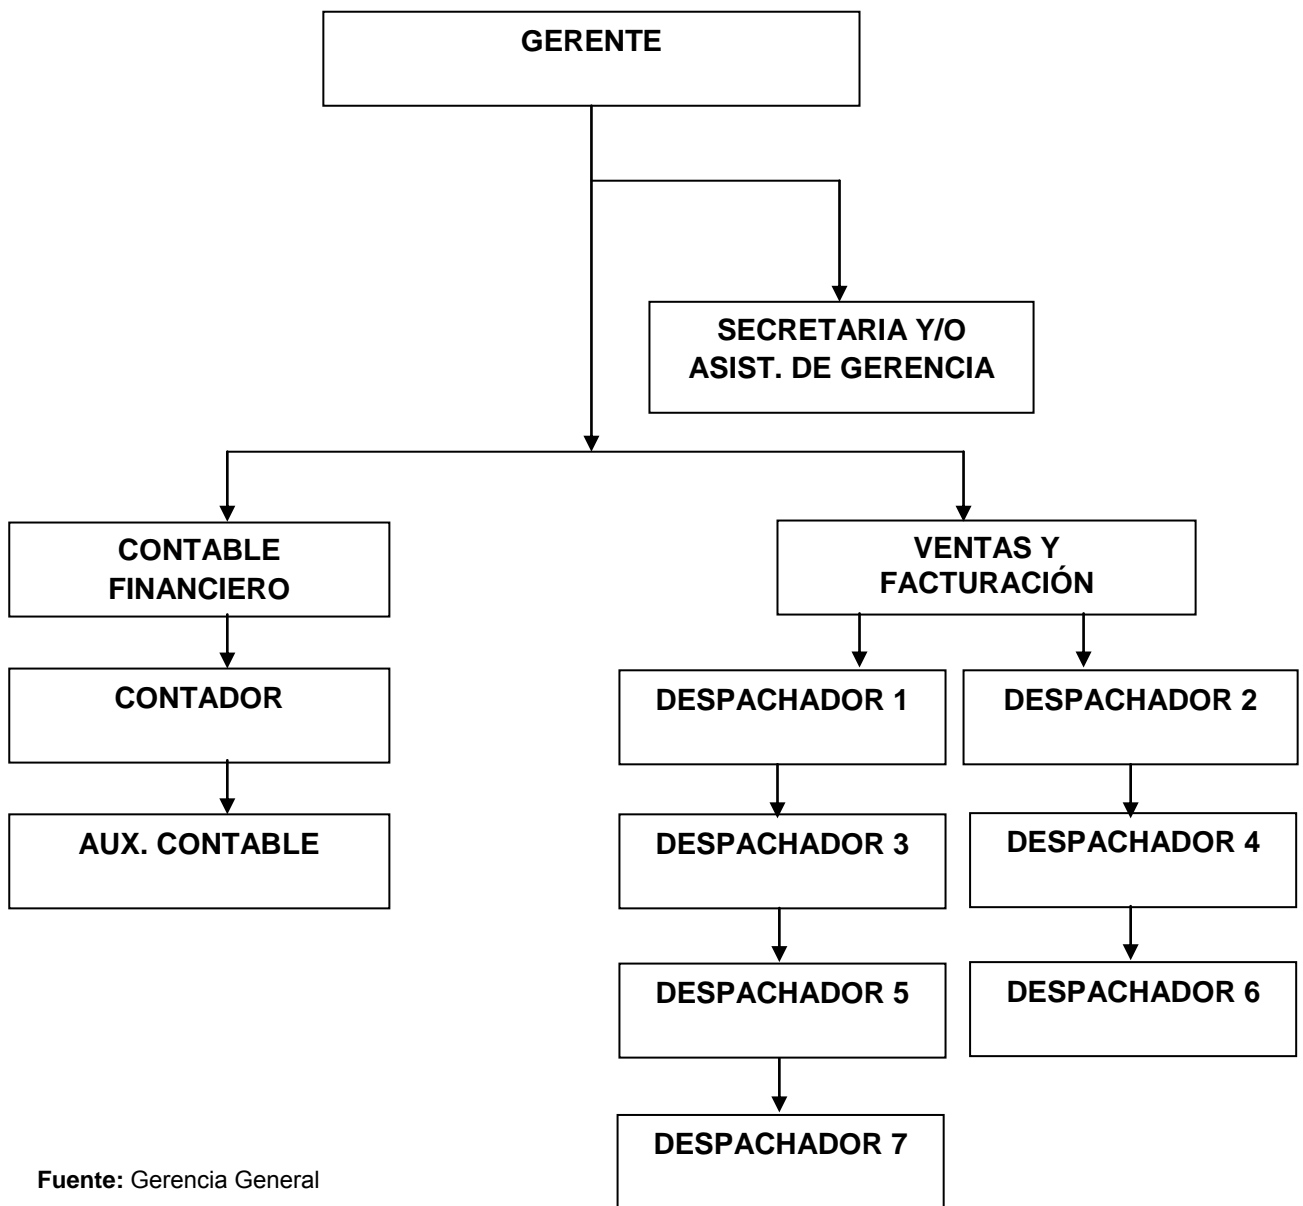 GERENTE
SECRETARIA Y/O
ASIST. DE GERENCIA
CONTABLE
FINANCIERO
VENTAS Y
FACTURACIÓN
CONTADOR
DESPACHADOR 1
DESPACHADOR 2
AUX. CONTABLE
DESPACHADOR 3
DESPACHADOR 4
DESPACHADOR 5
DESPACHADOR 6
DESPACHADOR 7
Fuente: Gerencia General